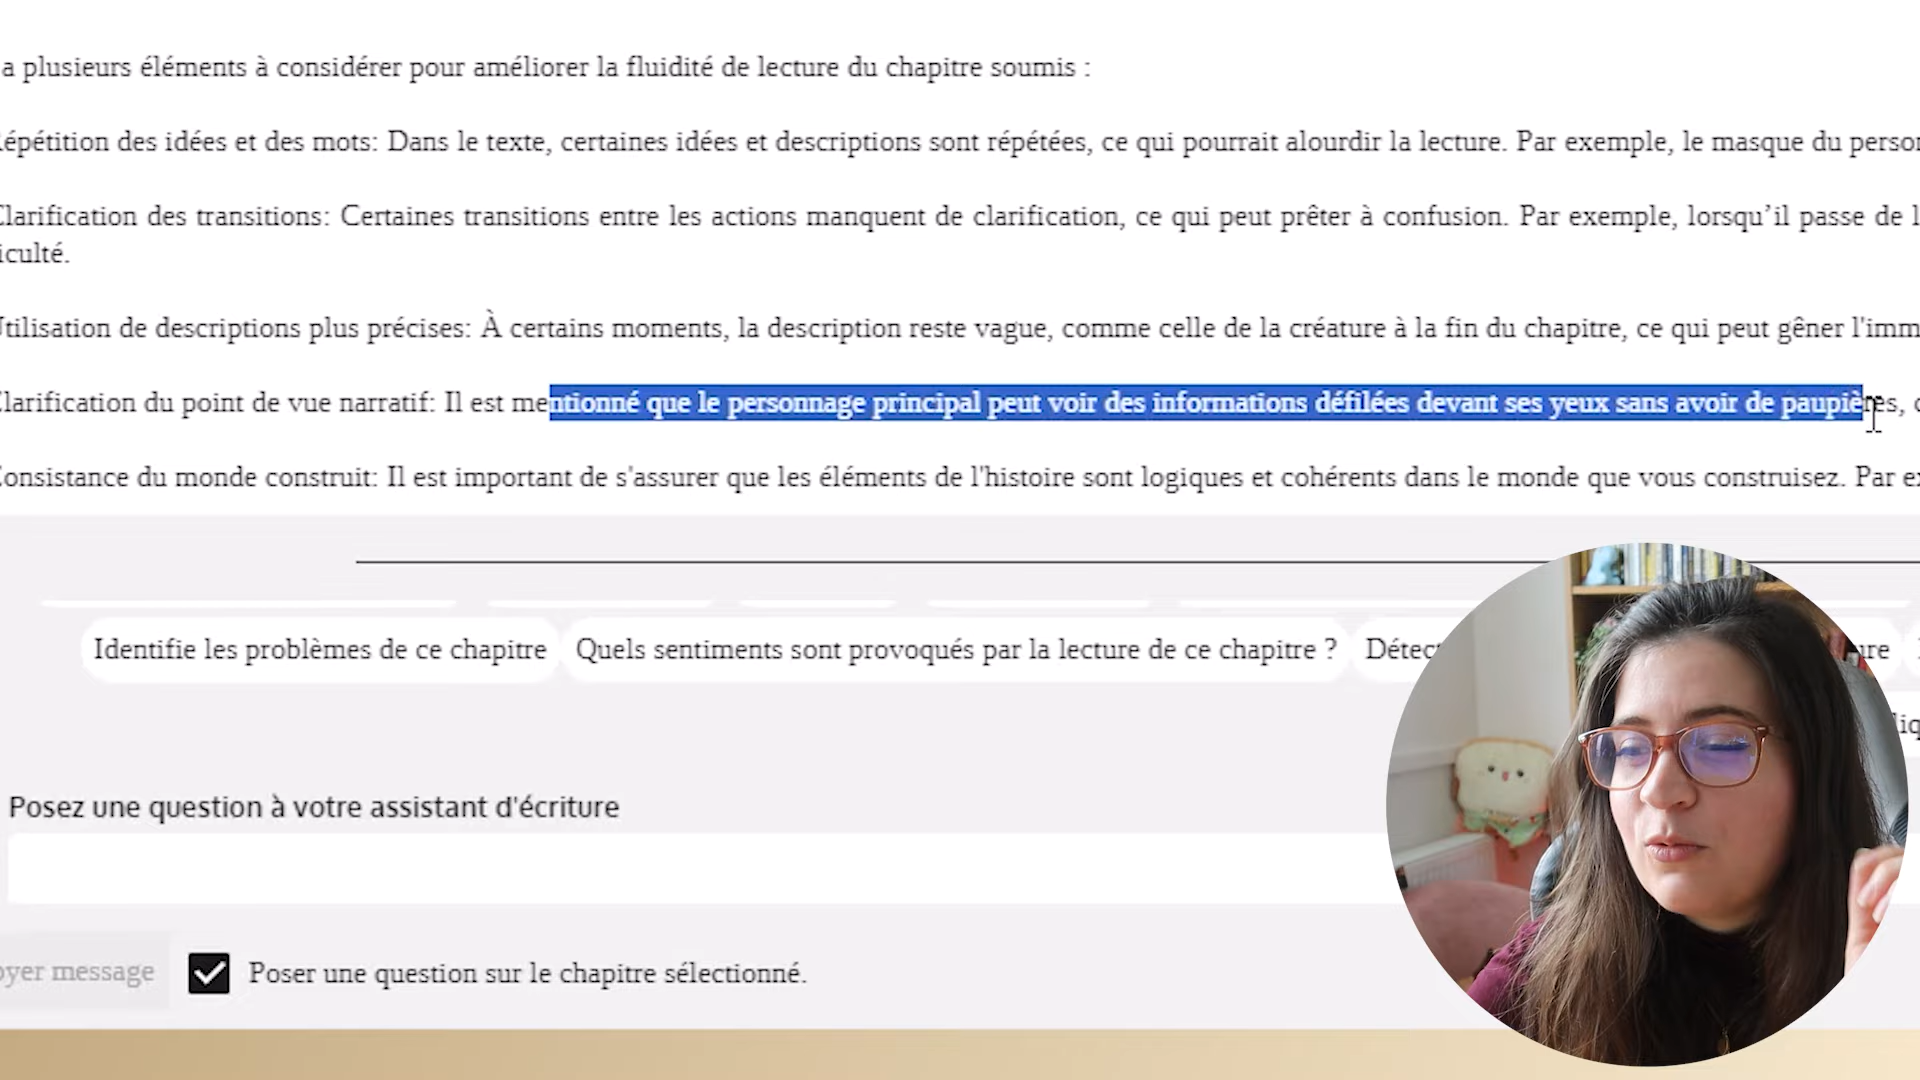 a plusieurs éléments à considérer pour améliorer la fluidité de lecture du chapitre soumis :
épétition des idées et des mots: Dans le texte, certaines idées et descriptions sont répétées, ce qui pourrait alourdir la lecture. Par exemple, le masque du person
Clarification des transitions: Certaines transitions entre les actions manquent de clarification, ce qui peut prêter à confusion. Par exemple, lorsqu’il passe de l
iculté.
Utilisation de descriptions plus précises: À certains moments, la description reste vague, comme celle de la créature à la fin du chapitre, ce qui peut gêner l'imm
Clarification du point de vue narratif: Il est mentionné que le personnage principal peut voir des informations défilées devant ses yeux sans avoir de paupières, c
Consistance du monde construit: Il est important de s'assurer que les éléments de l'histoire sont logiques et cohérents dans le monde que vous construisez. Par ex
Identifie les problèmes de ce chapitre Quels sentiments sont provoqués par la lecture de ce chapitre ? Détec ure
liq
Posez une question à votre assistant d'écriture
oyer message Poser une question sur le chapitre sélectionné.